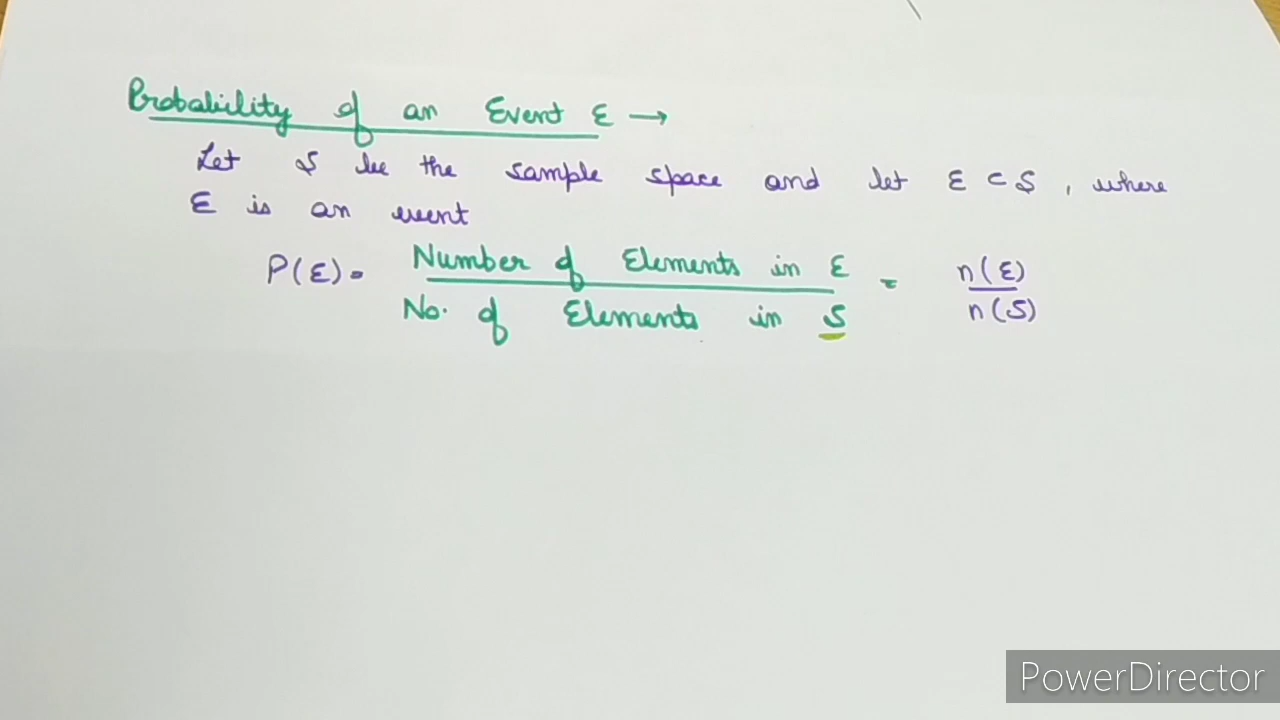 Probability of an Event E →
Let S be the sample space and let E ⊂ S, where
E is an event
P(E) = Number of Elements in E / No. of Elements in S = n(E) / n(S)
PowerDirector